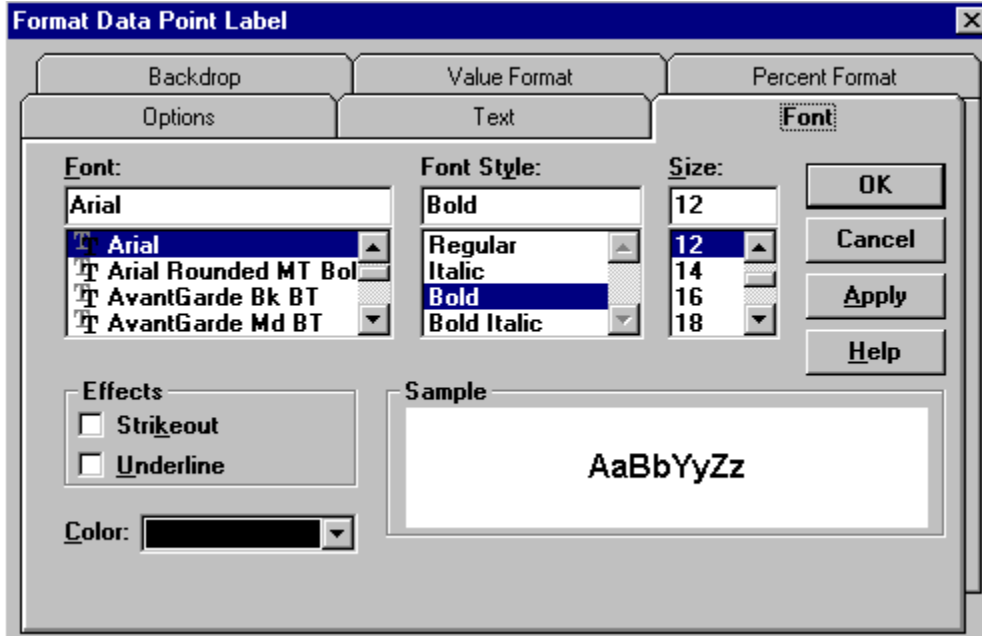 Format Data Point Label
Backdrop Value Format Percent Format
Options Text Font
Font: Font Style: Size:
Arial Bold 12 OK
Arial Regular 12 Cancel
Arial Rounded MT Bol Italic 14
AvantGarde Bk BT Bold 16 Apply
AvantGarde Md BT Bold Italic 18
Help
Effects Sample
Strikeout
Underline AaBbYyZz
Color: